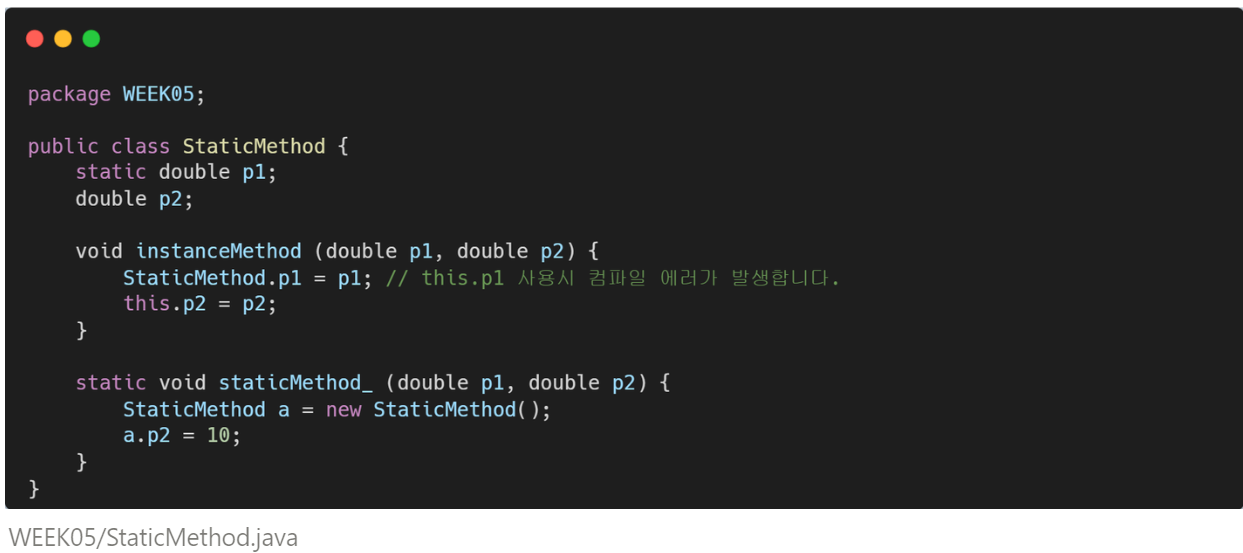 package WEEK05;
public class StaticMethod {
    static double p1;
    double p2;
    void instanceMethod (double p1, double p2) {
        StaticMethod.p1 = p1; // this.p1 사용시 컴파일 에러가 발생합니다.
        this.p2 = p2;
    }
    static void staticMethod_ (double p1, double p2) {
        StaticMethod a = new StaticMethod();
        a.p2 = 10;
    }
}
WEEK05/StaticMethod.java